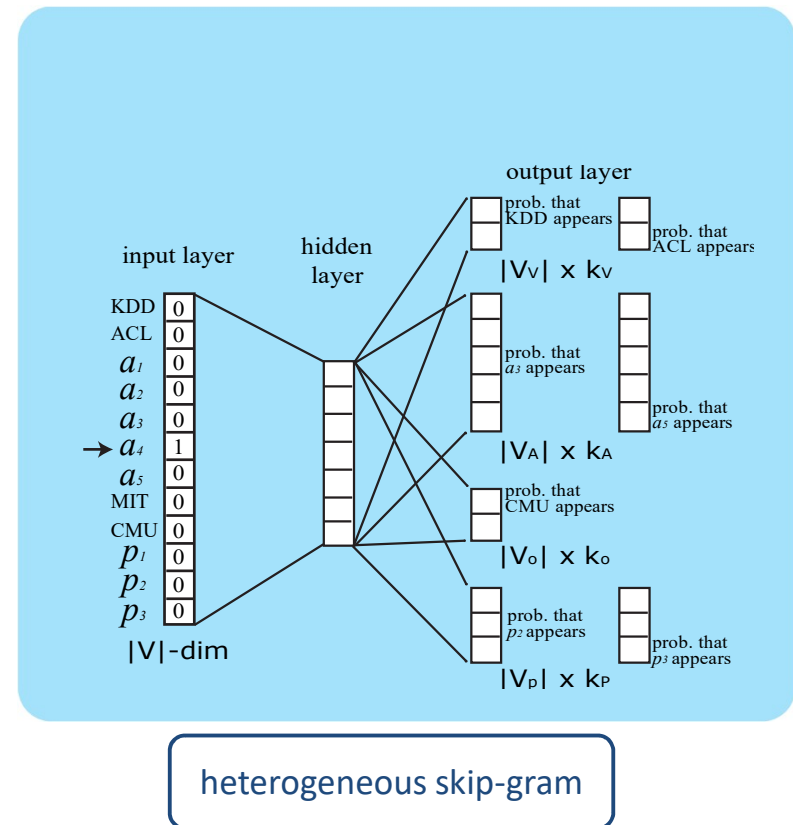 output layer
prob. that
KDD appears
prob. that
ACL appears
|Vv| x kv
input layer
hidden
layer
KDD 0
ACL 0
a1 0
a2 0
a3 0
→ a4 1
a5 0
MIT 0
CMU 0
p1 0
p2 0
p3 0
|V|-dim
prob. that
a3 appears
prob. that
a5 appears
|VA| x kA
prob. that
CMU appears
|Vo| x ko
prob. that
p2 appears
prob. that
p3 appears
|Vp| x kP
heterogeneous skip-gram